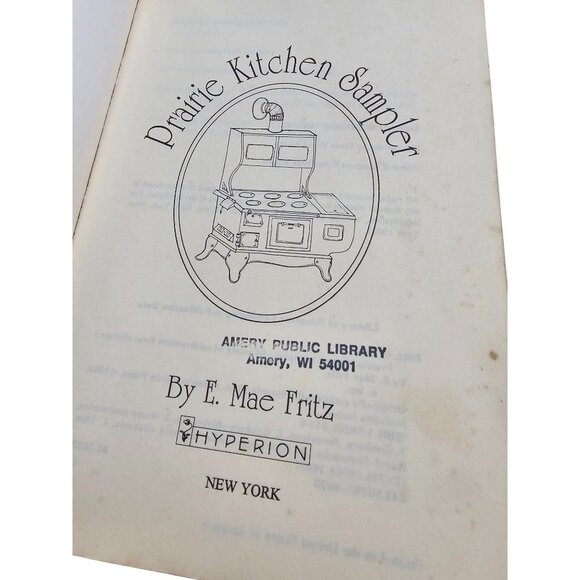 Prairie Kitchen Sampler
AMERY PUBLIC LIBRARY
Amery, WI 54001
By E. Mae Fritz
HYPERION
NEW YORK